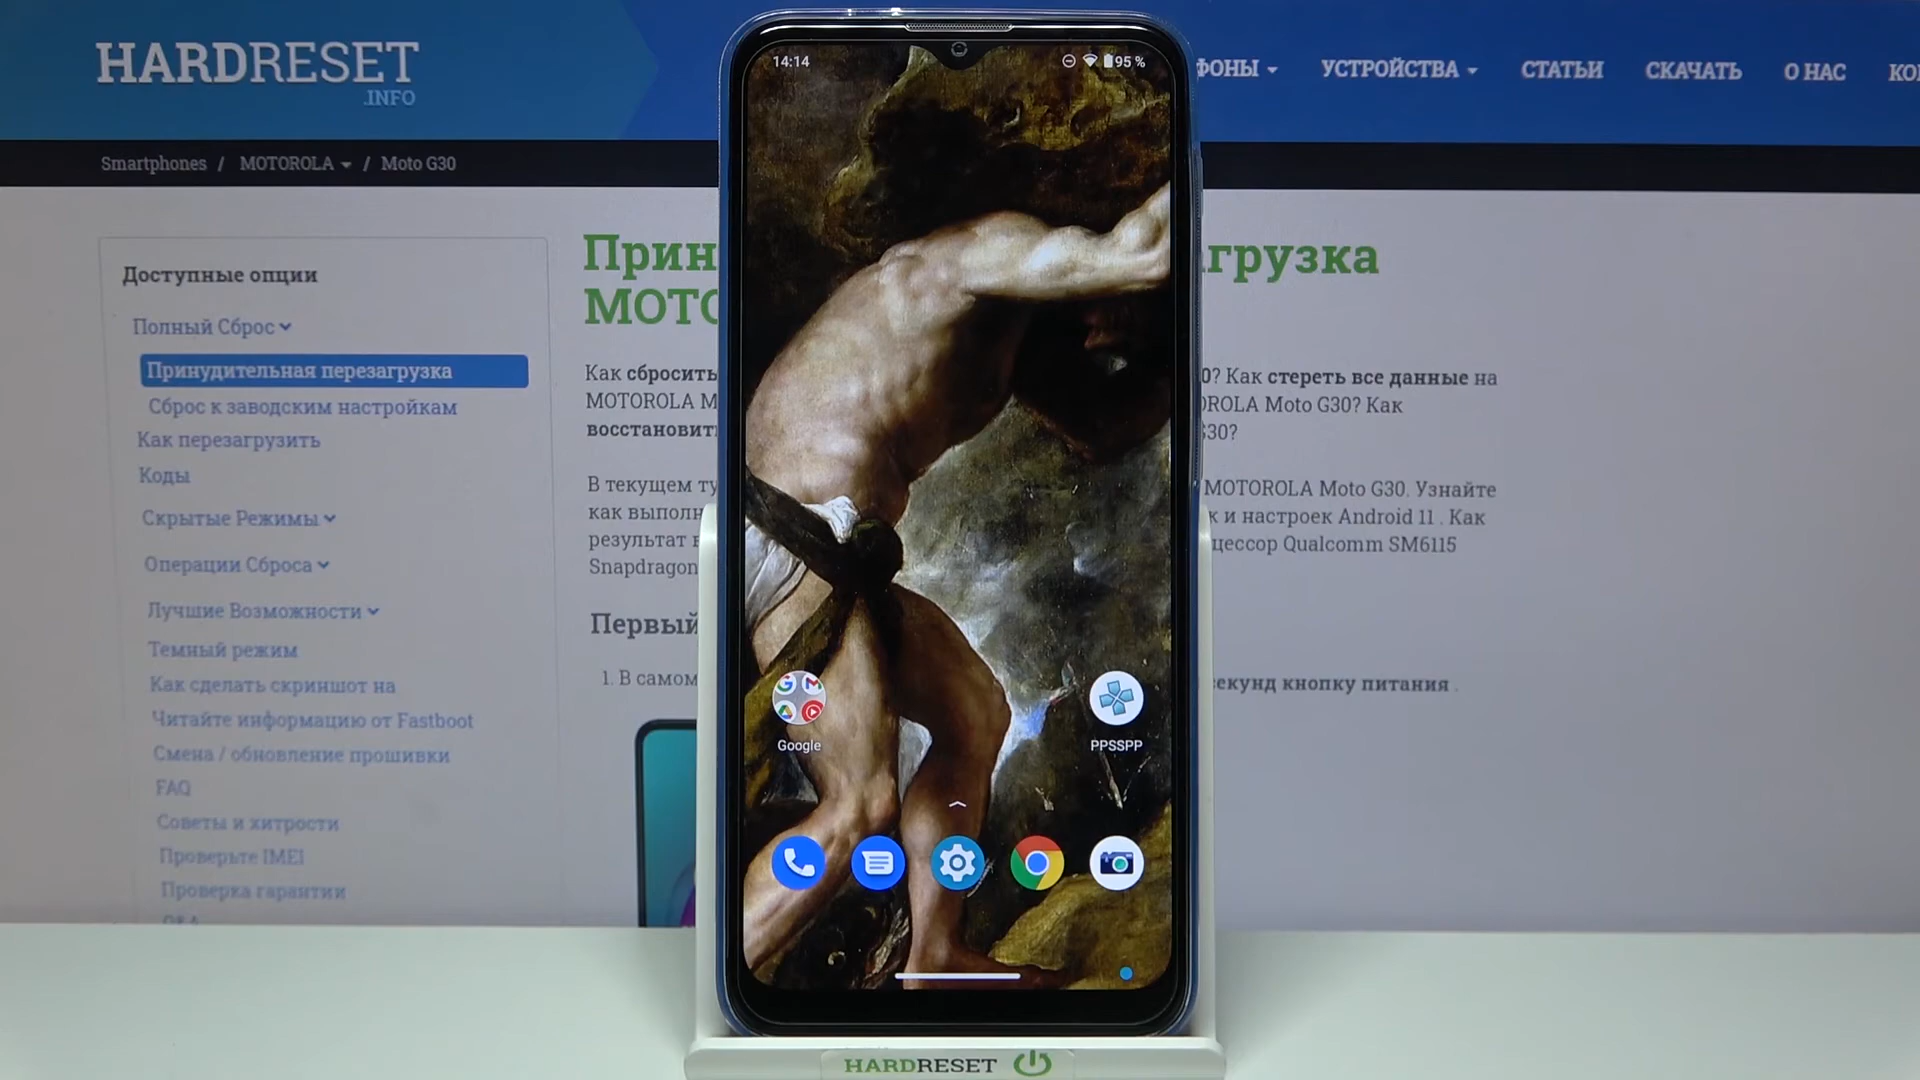 HARDRESET
.INFO
ФОНЫ
УСТРОЙСТВА
СТАТЬИ
СКАЧАТЬ
О НАС
Smartphones / MOTOROLA / Moto G30
14:14
95 %
Доступные опции
Полный Сброс
Принудительная перезагрузка
Сброс к заводским настройкам
Как перезагрузить
Коды
Скрытые Режимы
Операции Сброса
Лучшие Возможности
Темный режим
Как сделать скриншот на
Читайте информацию от Fastboot
Смена / обновление прошивки
FAQ
Советы и хитрости
Проверьте IMEI
Проверка гарантии
Прин
грузка
МОТО
Как сбросить
0? Как стереть все данные на
MOTOROLA M
ROLA Moto G30? Как
восстановить
G30?
В текущем ту
MOTOROLA Moto G30. Узнайте
как выполн
к и настроек Android 11 . Как
результат
цессор Qualcomm SM6115
Snapdragon
Первый
1. В самом
секунд кнопку питания .
Google
PPSSPP
HARDRESET